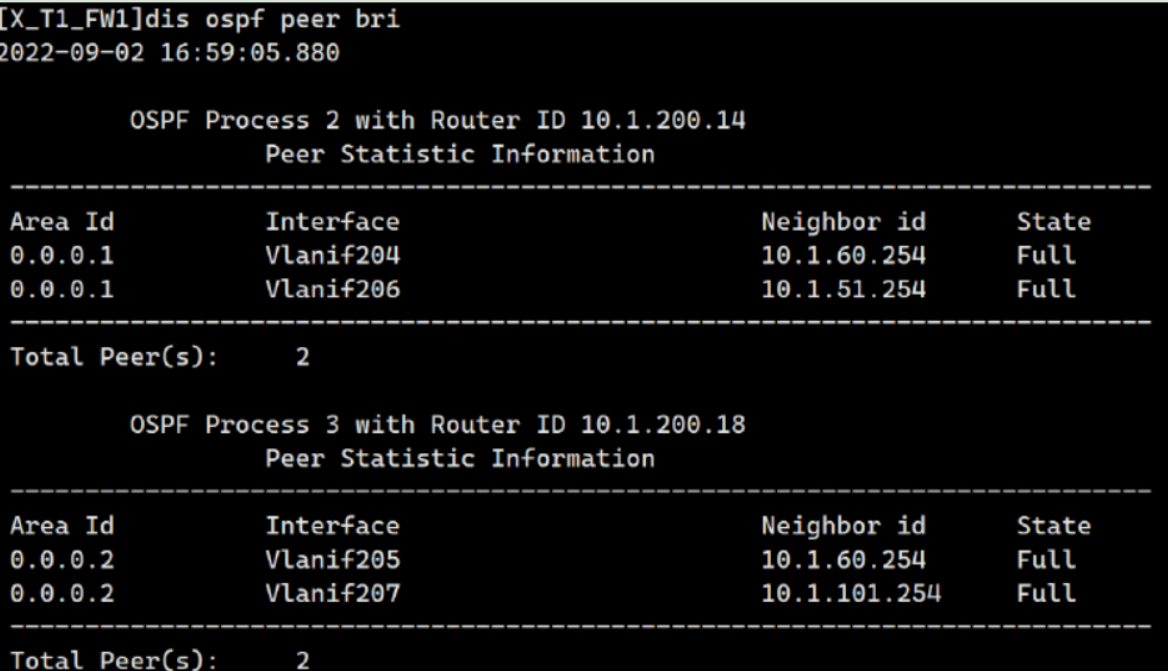 [X_T1_FW1]dis ospf peer bri
2022-09-02 16:59:05.880
OSPF Process 2 with Router ID 10.1.200.14
Peer Statistic Information
----------------------------------------------------------------------------
Area Id Interface Neighbor id State
0.0.0.1 Vlanif204 10.1.60.254 Full
0.0.0.1 Vlanif206 10.1.51.254 Full
----------------------------------------------------------------------------
Total Peer(s): 2
OSPF Process 3 with Router ID 10.1.200.18
Peer Statistic Information
----------------------------------------------------------------------------
Area Id Interface Neighbor id State
0.0.0.2 Vlanif205 10.1.60.254 Full
0.0.0.2 Vlanif207 10.1.101.254 Full
----------------------------------------------------------------------------
Total Peer(s): 2